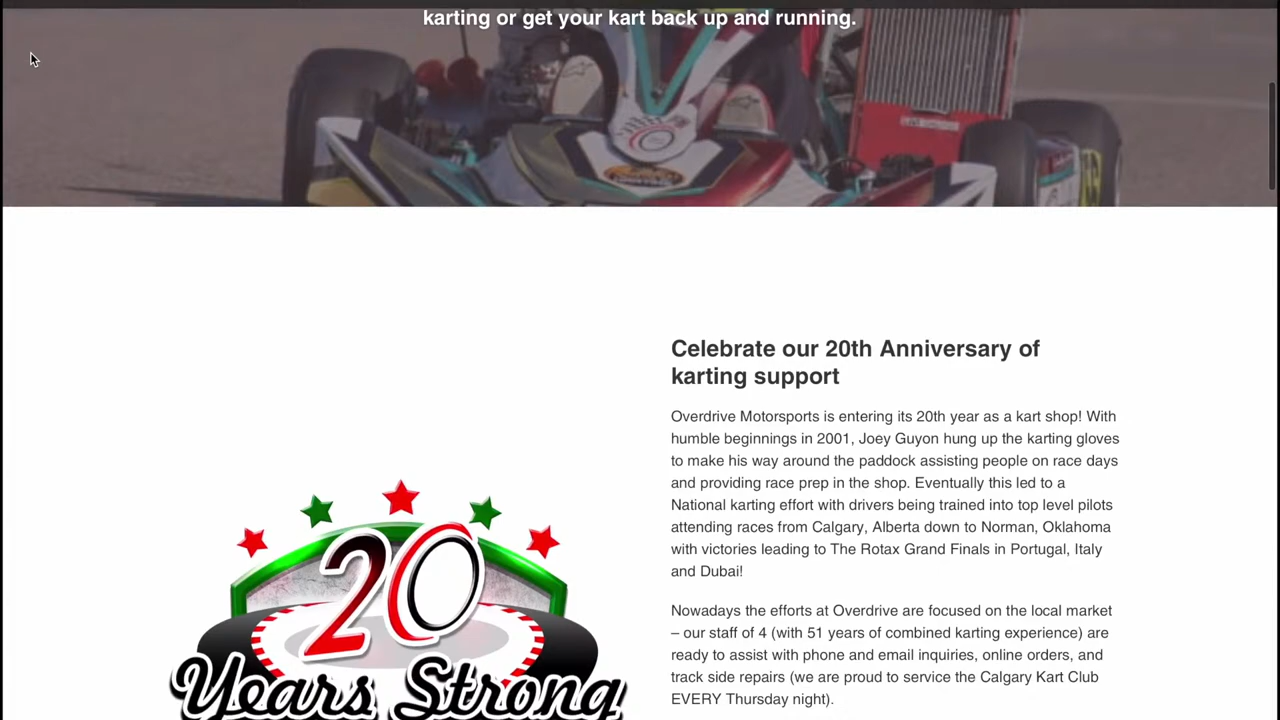 karting or get your kart back up and running.
Celebrate our 20th Anniversary of
karting support
Overdrive Motorsports is entering its 20th year as a kart shop! With
humble beginnings in 2001, Joey Guyon hung up the karting gloves
to make his way around the paddock assisting people on race days
and providing race prep in the shop. Eventually this led to a
National karting effort with drivers being trained into top level pilots
attending races from Calgary, Alberta down to Norman, Oklahoma
with victories leading to The Rotax Grand Finals in Portugal, Italy
and Dubai!
Nowadays the efforts at Overdrive are focused on the local market
– our staff of 4 (with 51 years of combined karting experience) are
ready to assist with phone and email inquiries, online orders, and
track side repairs (we are proud to service the Calgary Kart Club
EVERY Thursday night).
20
Years Strong